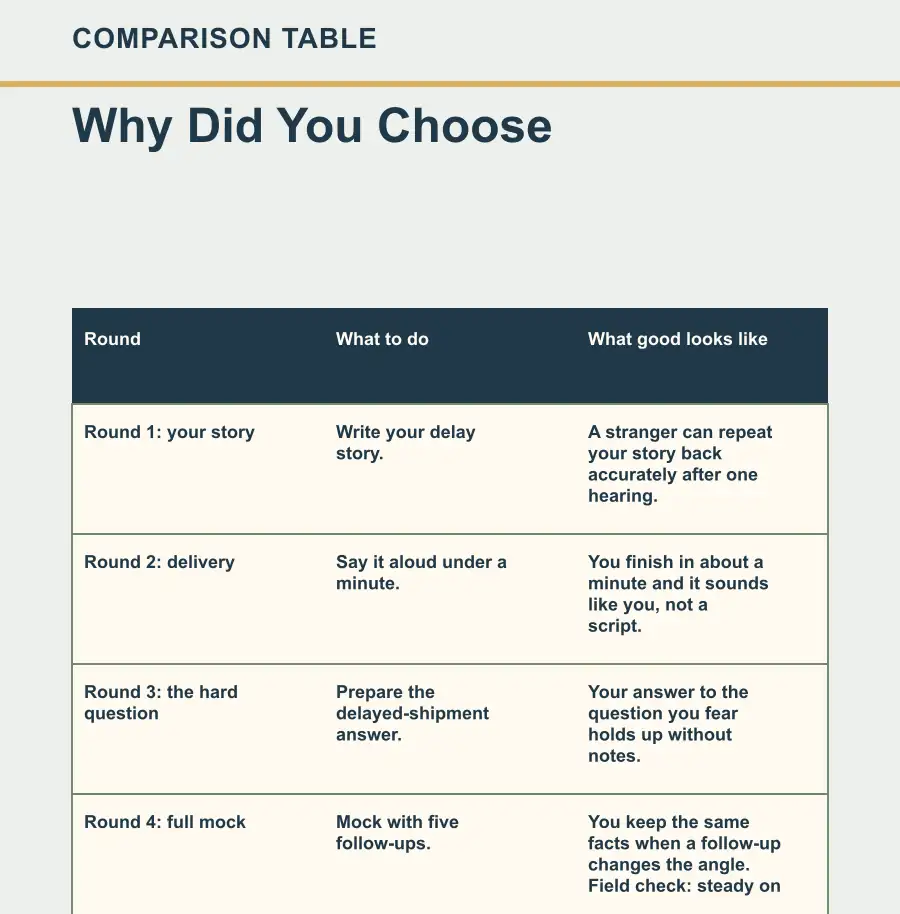 COMPARISON TABLE
Why Did You Choose
Round
What to do
What good looks like
Round 1: your story
Write your delay
story.
A stranger can repeat
your story back
accurately after one
hearing.
Round 2: delivery
Say it aloud under a
minute.
You finish in about a
minute and it sounds
like you, not a
script.
Round 3: the hard
question
Prepare the
delayed-shipment
answer.
Your answer to the
question you fear
holds up without
notes.
Round 4: full mock
Mock with five
follow-ups.
You keep the same
facts when a follow-up
changes the angle.
Field check: steady on